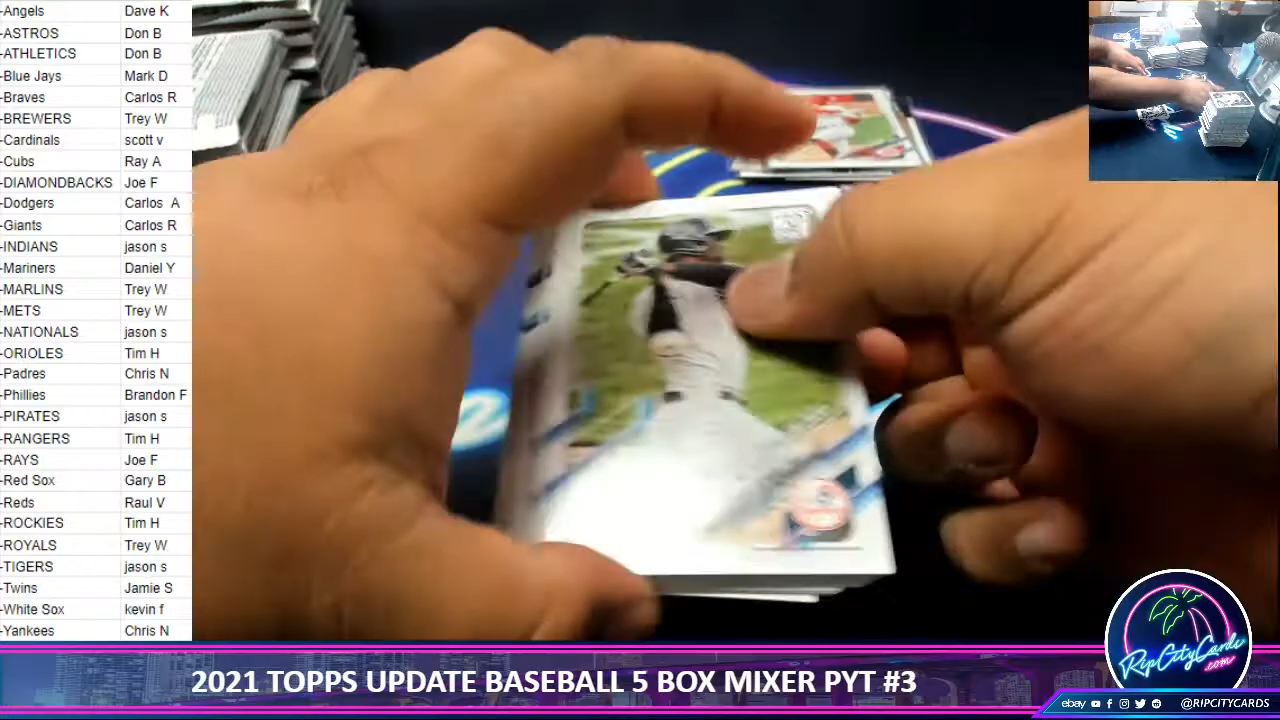 -Angels Dave K
-ASTROS Don B
-ATHLETICS Don B
-Blue Jays Mark D
-Braves Carlos R
-BREWERS Trey W
-Cardinals scott v
-Cubs Ray A
-DIAMONDBACKS Joe F
-Dodgers Carlos A
-Giants Carlos R
-INDIANS jason s
-Mariners Daniel Y
-MARLINS Trey W
-METS Trey W
-NATIONALS jason s
-ORIOLES Tim H
-Padres Chris N
-Phillies Brandon F
-PIRATES jason s
-RANGERS Tim H
-RAYS Joe F
-Red Sox Gary B
-Reds Raul V
-ROCKIES Tim H
-ROYALS Trey W
-TIGERS jason s
-Twins Jamie S
-White Sox kevin f
-Yankees Chris N
2021 TOPPS UPDATE BASEBALL 5 BOX MIXER PYT #3
RipCityCards
.com
ebay @RIPCITYCARDS